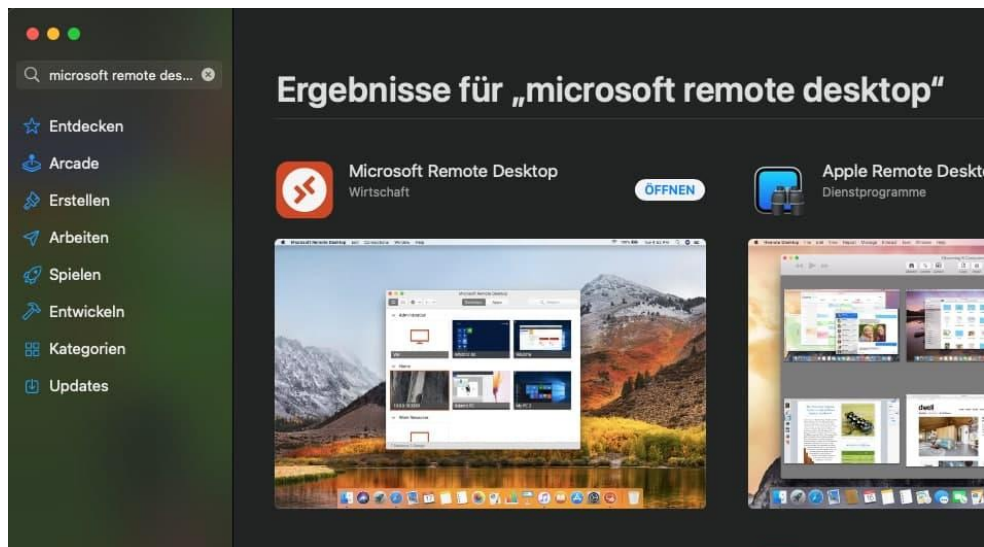 microsoft remote des...
Entdecken
Arcade
Erstellen
Arbeiten
Spielen
Entwickeln
Kategorien
Updates
Ergebnisse für „microsoft remote desktop“
Microsoft Remote Desktop
Wirtschaft
ÖFFNEN
Apple Remote Deskto
Dienstprogramme